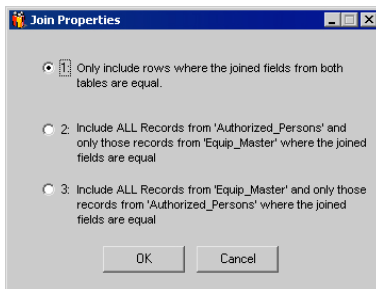 Join Properties
1: Only include rows where the joined fields from both
tables are equal.
2: Include ALL Records from 'Authorized_Persons' and
only those records from 'Equip_Master' where the joined
fields are equal
3: Include ALL Records from 'Equip_Master' and only those
records from 'Authorized_Persons' where the joined
fields are equal
OK Cancel